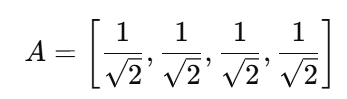 A = [1/√2, 1/√2, 1/√2, 1/√2]